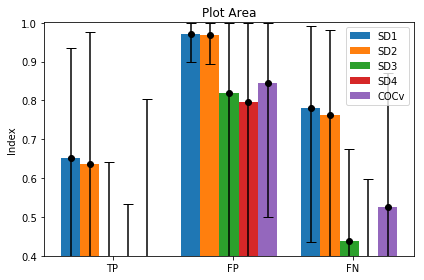 Plot Area
1.0
0.9
0.8
0.7
0.6
0.5
0.4
Index
TP FP FN
SD1
SD2
SD3
SD4
COCv